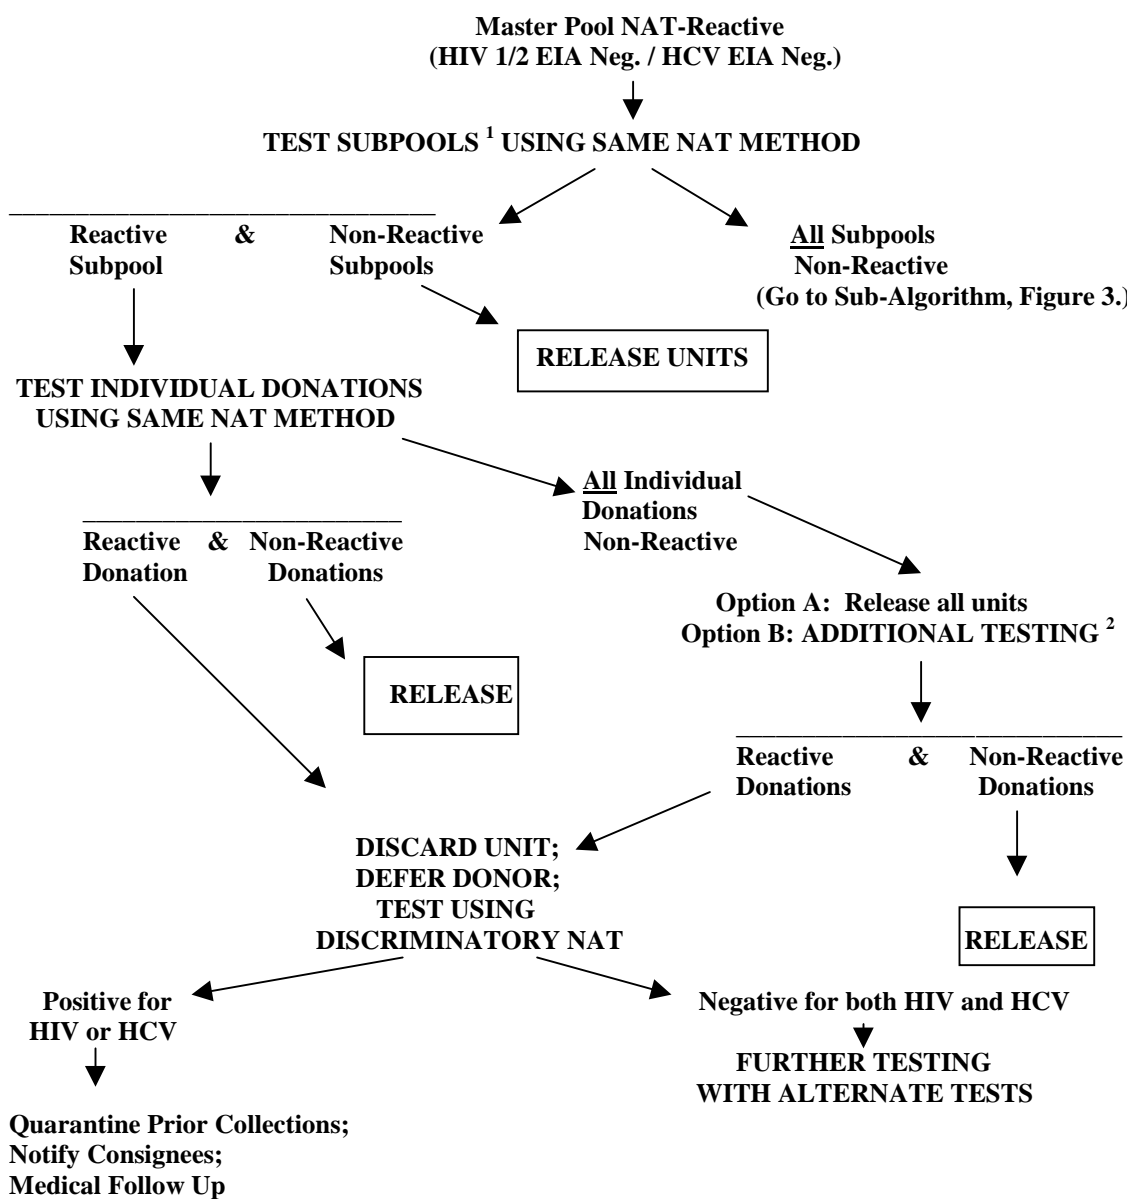 Master Pool NAT-Reactive
(HIV 1/2 EIA Neg. / HCV EIA Neg.)
TEST SUBPOOLS 1 USING SAME NAT METHOD
Reactive & Non-Reactive
Subpool Subpools
All Subpools
Non-Reactive
(Go to Sub-Algorithm, Figure 3.)
RELEASE UNITS
TEST INDIVIDUAL DONATIONS
USING SAME NAT METHOD
All Individual
Donations
Non-Reactive
Reactive & Non-Reactive
Donation Donations
Option A: Release all units
Option B: ADDITIONAL TESTING 2
RELEASE
Reactive & Non-Reactive
Donations Donations
DISCARD UNIT;
DEFER DONOR;
TEST USING
DISCRIMINATORY NAT
RELEASE
Positive for
HIV or HCV
Negative for both HIV and HCV
FURTHER TESTING
WITH ALTERNATE TESTS
Quarantine Prior Collections;
Notify Consignees;
Medical Follow Up